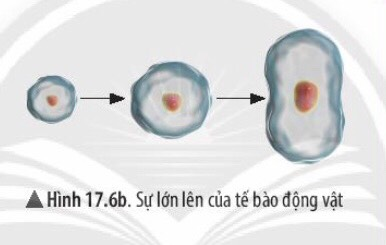 ▲ Hình 17.6b. Sự lớn lên của tế bào động vật